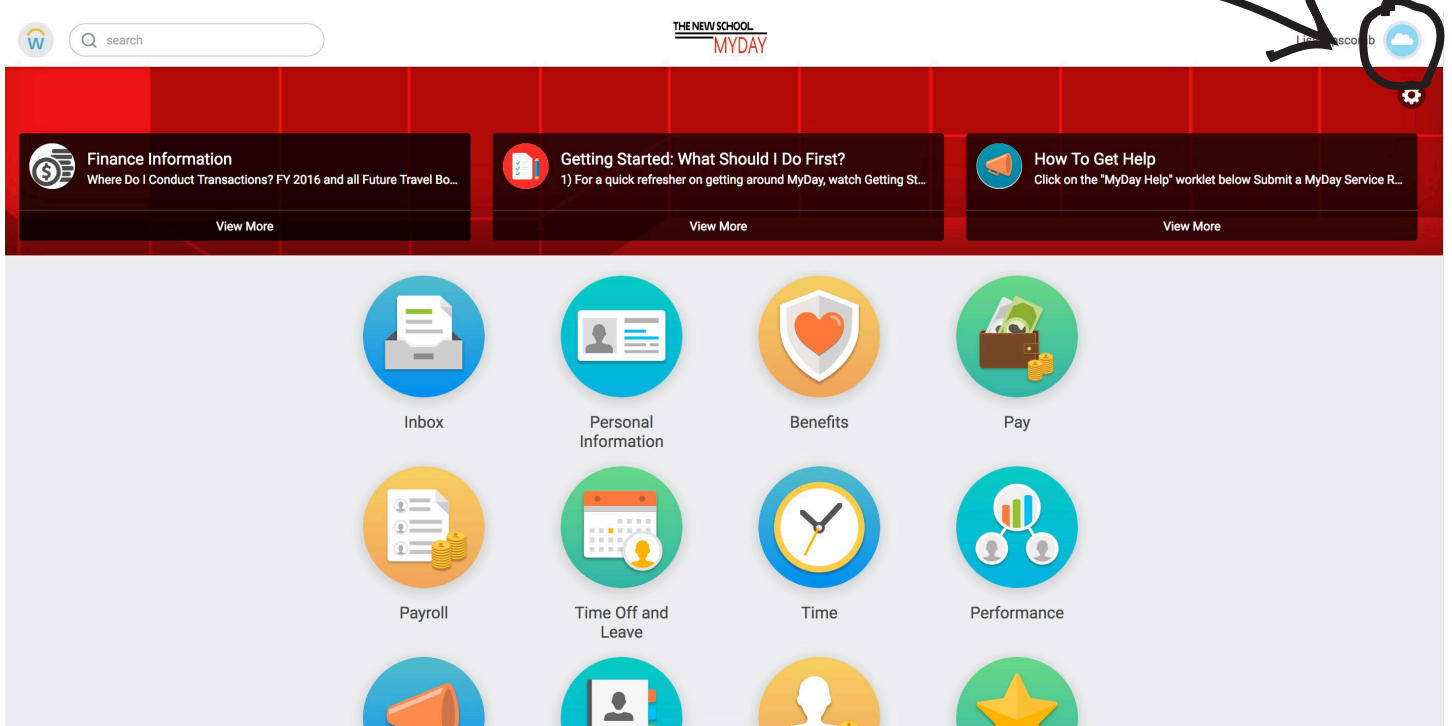 search
THE NEW SCHOOL
MYDAY
Finance Information
Where Do I Conduct Transactions? FY 2016 and all Future Travel Bo...
View More
Getting Started: What Should I Do First?
1) For a quick refresher on getting around MyDay, watch Getting St...
View More
How To Get Help
Click on the "MyDay Help" worklet below Submit a MyDay Service R...
View More
Inbox
Personal
Information
Benefits
Pay
Payroll
Time Off and
Leave
Time
Performance